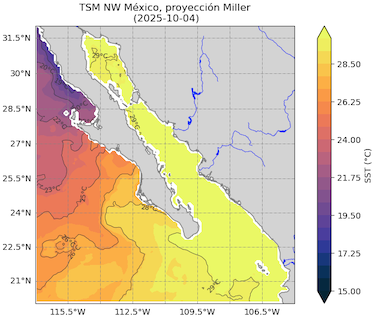 TSM NW México, proyección Miller
(2025-10-04)
31.5°N
30°N
28.5°N
27°N
25.5°N
24°N
22.5°N
21°N
115.5°W
112.5°W
109.5°W
106.5°W
28.50
26.25
24.00
21.75
19.50
17.25
15.00
SST (°C)
29°C
29°C